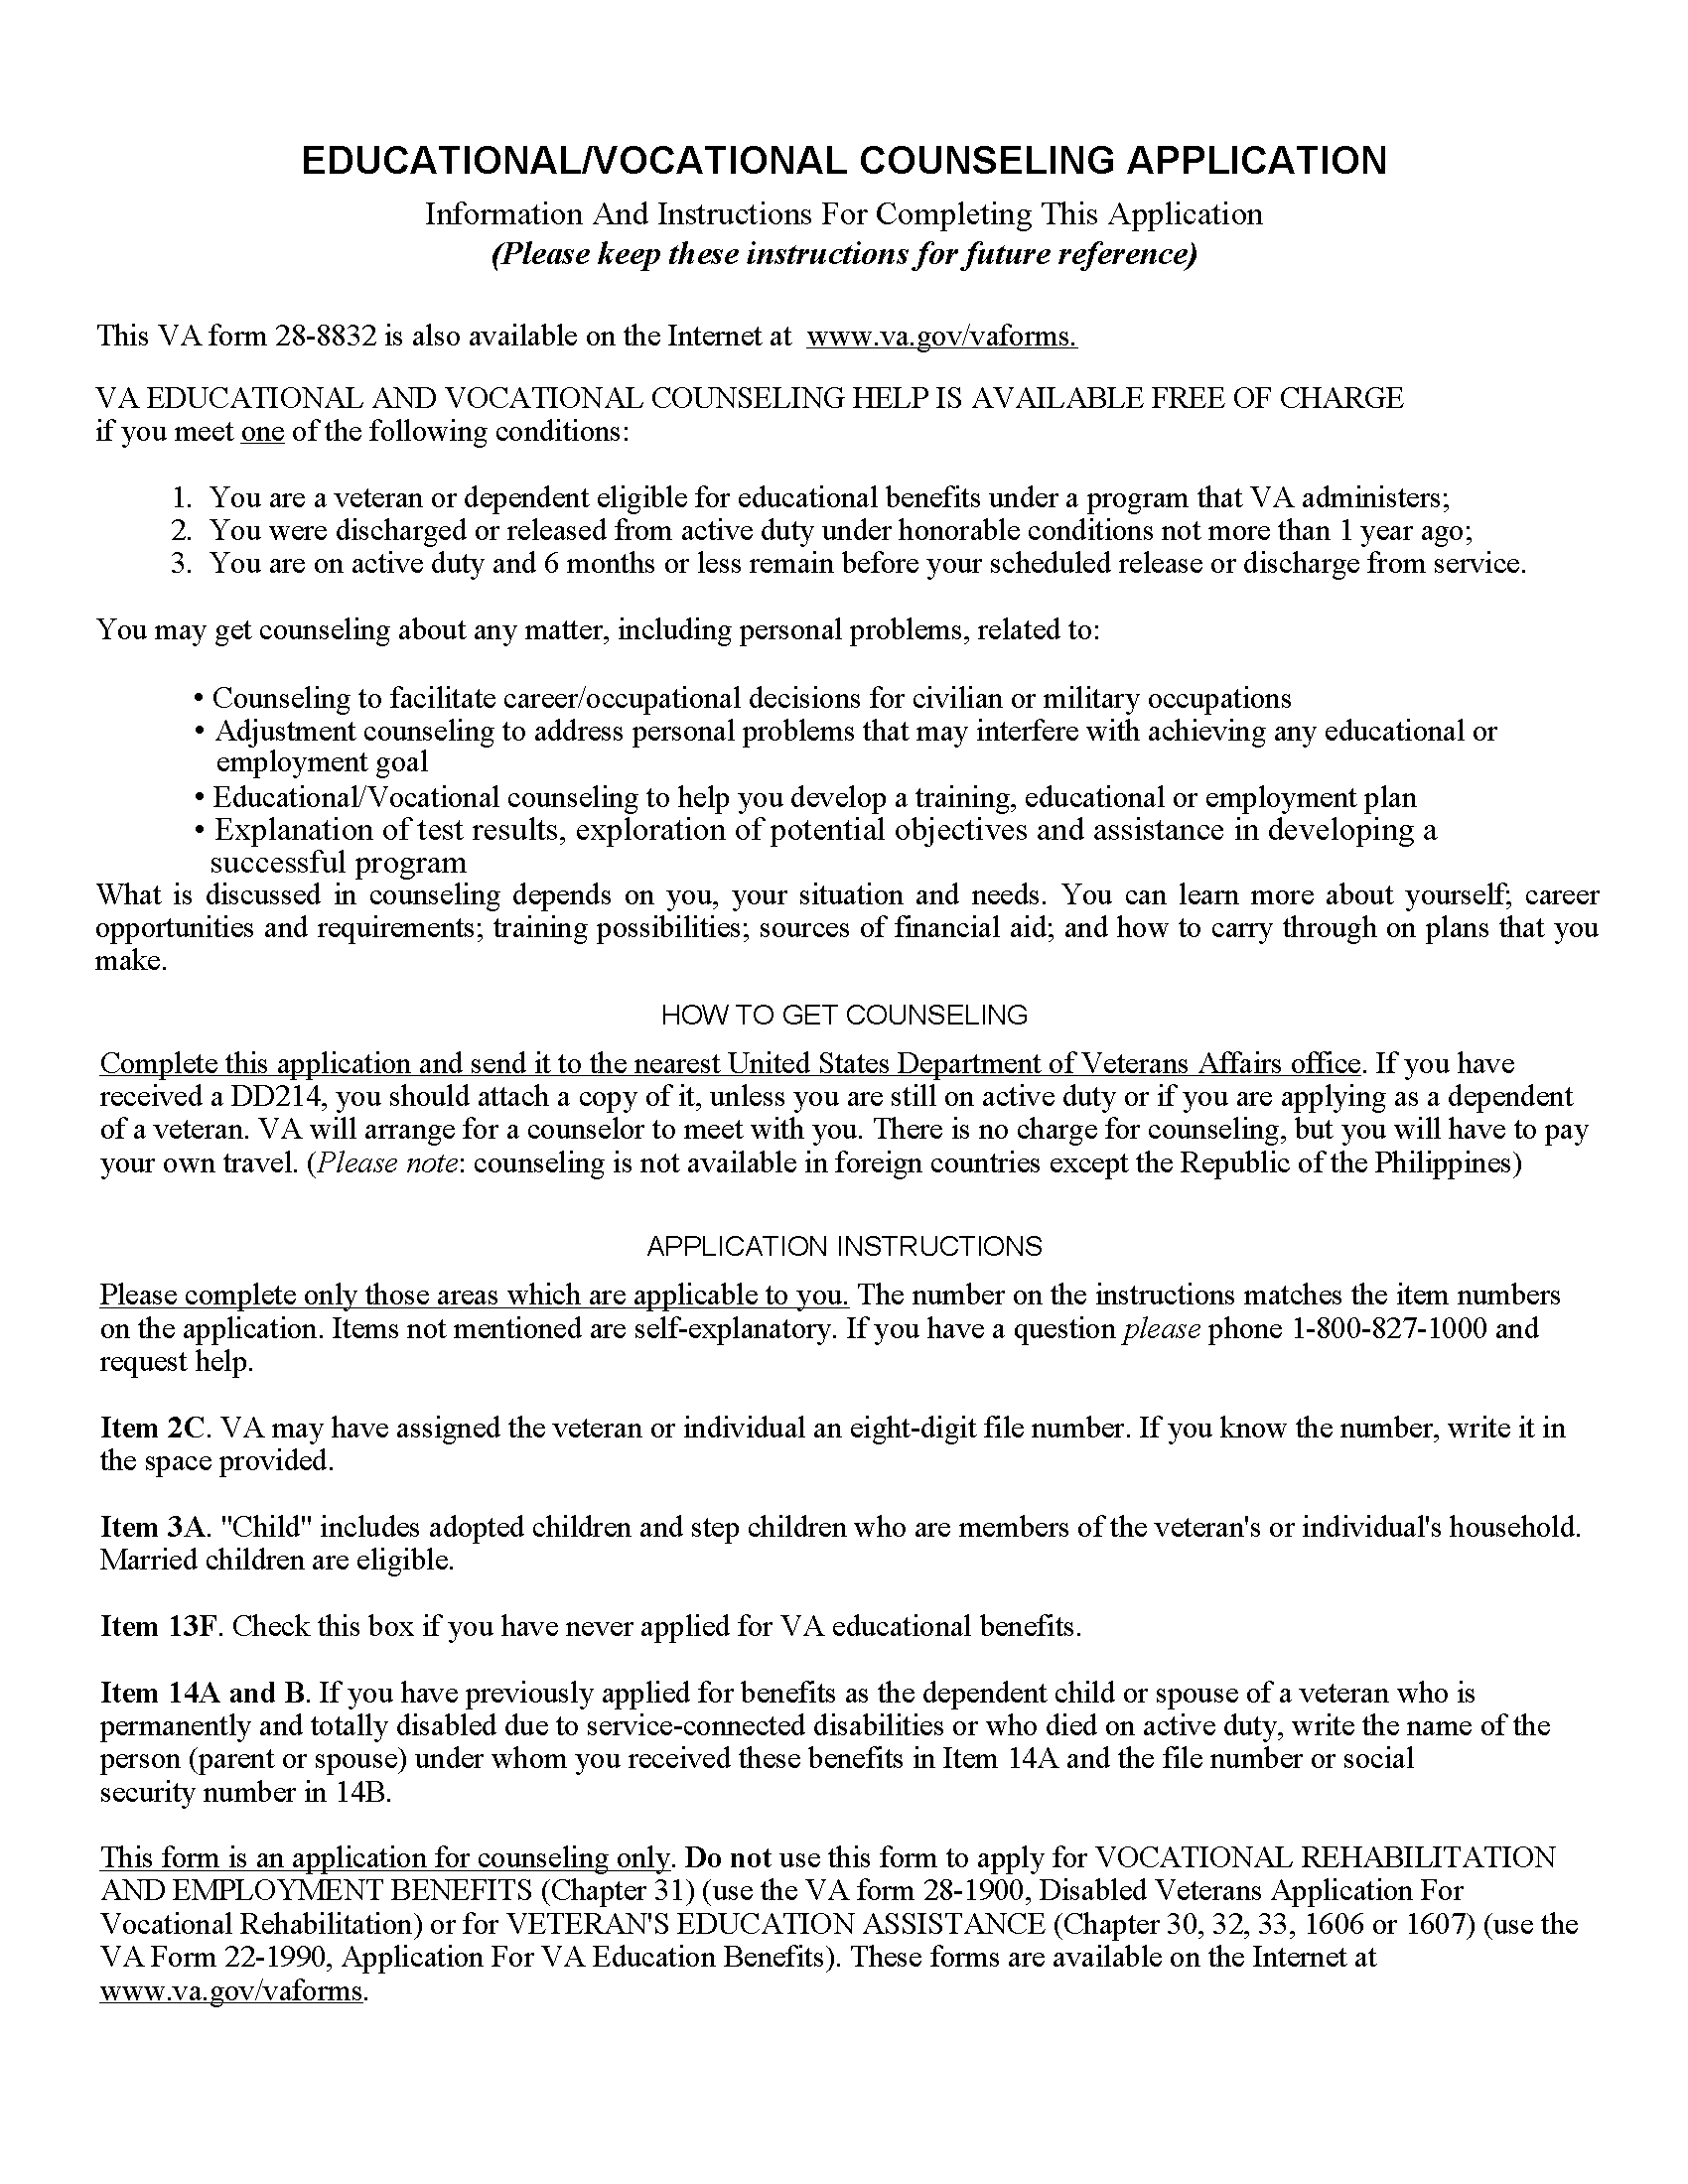 EDUCATIONAL/VOCATIONAL COUNSELING APPLICATION
Information And Instructions For Completing This Application
(Please keep these instructions for future reference)
This VA form 28-8832 is also available on the Internet at www.va.gov/vaforms.
VA EDUCATIONAL AND VOCATIONAL COUNSELING HELP IS AVAILABLE FREE OF CHARGE
if you meet one of the following conditions:
1. You are a veteran or dependent eligible for educational benefits under a program that VA administers;
2. You were discharged or released from active duty under honorable conditions not more than 1 year ago;
3. You are on active duty and 6 months or less remain before your scheduled release or discharge from service.
You may get counseling about any matter, including personal problems, related to:
• Counseling to facilitate career/occupational decisions for civilian or military occupations
• Adjustment counseling to address personal problems that may interfere with achieving any educational or
employment goal
• Educational/Vocational counseling to help you develop a training, educational or employment plan
• Explanation of test results, exploration of potential objectives and assistance in developing a
successful program
What is discussed in counseling depends on you, your situation and needs. You can learn more about yourself; career
opportunities and requirements; training possibilities; sources of financial aid; and how to carry through on plans that you
make.
HOW TO GET COUNSELING
Complete this application and send it to the nearest United States Department of Veterans Affairs office. If you have
received a DD214, you should attach a copy of it, unless you are still on active duty or if you are applying as a dependent
of a veteran. VA will arrange for a counselor to meet with you. There is no charge for counseling, but you will have to pay
your own travel. (Please note: counseling is not available in foreign countries except the Republic of the Philippines)
APPLICATION INSTRUCTIONS
Please complete only those areas which are applicable to you. The number on the instructions matches the item numbers
on the application. Items not mentioned are self-explanatory. If you have a question please phone 1-800-827-1000 and
request help.
Item 2C. VA may have assigned the veteran or individual an eight-digit file number. If you know the number, write it in
the space provided.
Item 3A. "Child" includes adopted children and step children who are members of the veteran's or individual's household.
Married children are eligible.
Item 13F. Check this box if you have never applied for VA educational benefits.
Item 14A and B. If you have previously applied for benefits as the dependent child or spouse of a veteran who is
permanently and totally disabled due to service-connected disabilities or who died on active duty, write the name of the
person (parent or spouse) under whom you received these benefits in Item 14A and the file number or social
security number in 14B.
This form is an application for counseling only. Do not use this form to apply for VOCATIONAL REHABILITATION
AND EMPLOYMENT BENEFITS (Chapter 31) (use the VA form 28-1900, Disabled Veterans Application For
Vocational Rehabilitation) or for VETERAN'S EDUCATION ASSISTANCE (Chapter 30, 32, 33, 1606 or 1607) (use the
VA Form 22-1990, Application For VA Education Benefits). These forms are available on the Internet at
www.va.gov/vaforms.